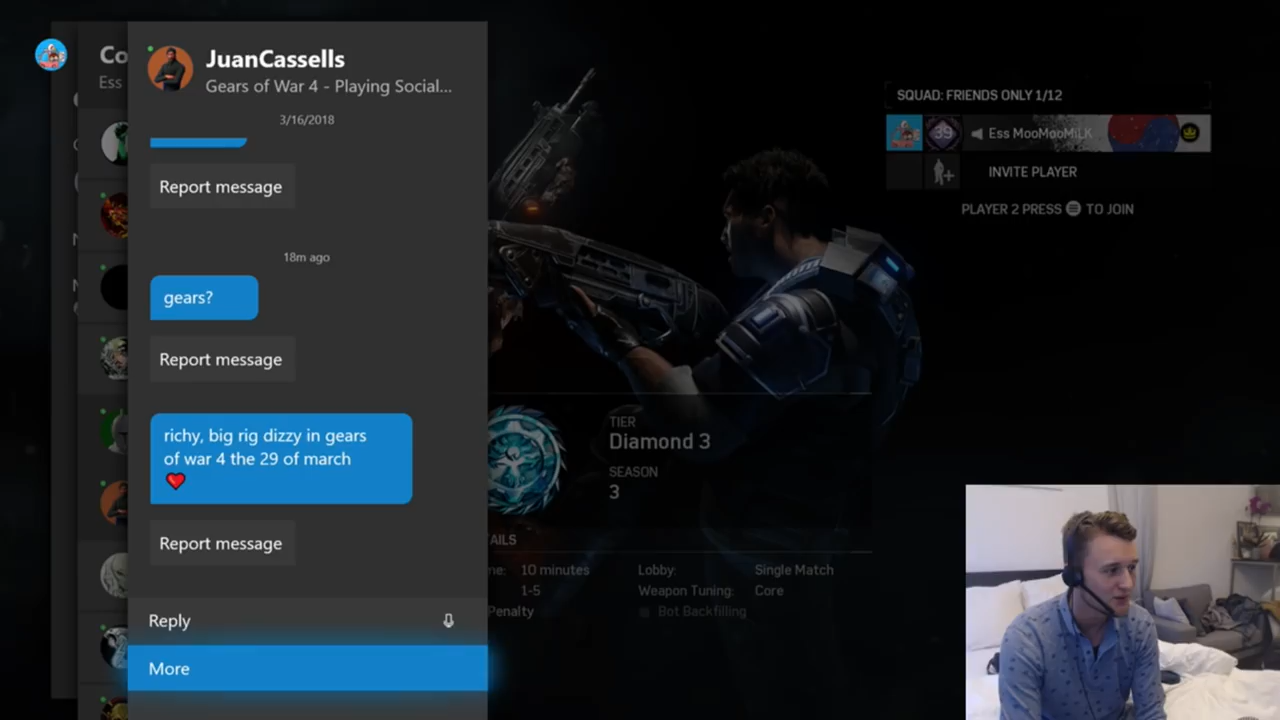 Co
Ess
JuanCassells
Gears of War 4 - Playing Social...
3/16/2018
Report message
18m ago
gears?
Report message
richy, big rig dizzy in gears
of war 4 the 29 of march
Report message
Reply
More
SQUAD: FRIENDS ONLY 1/12
39 Ess MooMooMiLK
INVITE PLAYER
PLAYER 2 PRESS TO JOIN
TIER
Diamond 3
SEASON
3
AILS
me: 10 minutes Lobby: Single Match
1-5 Weapon Tuning: Core
Penalty Bot Backfilling